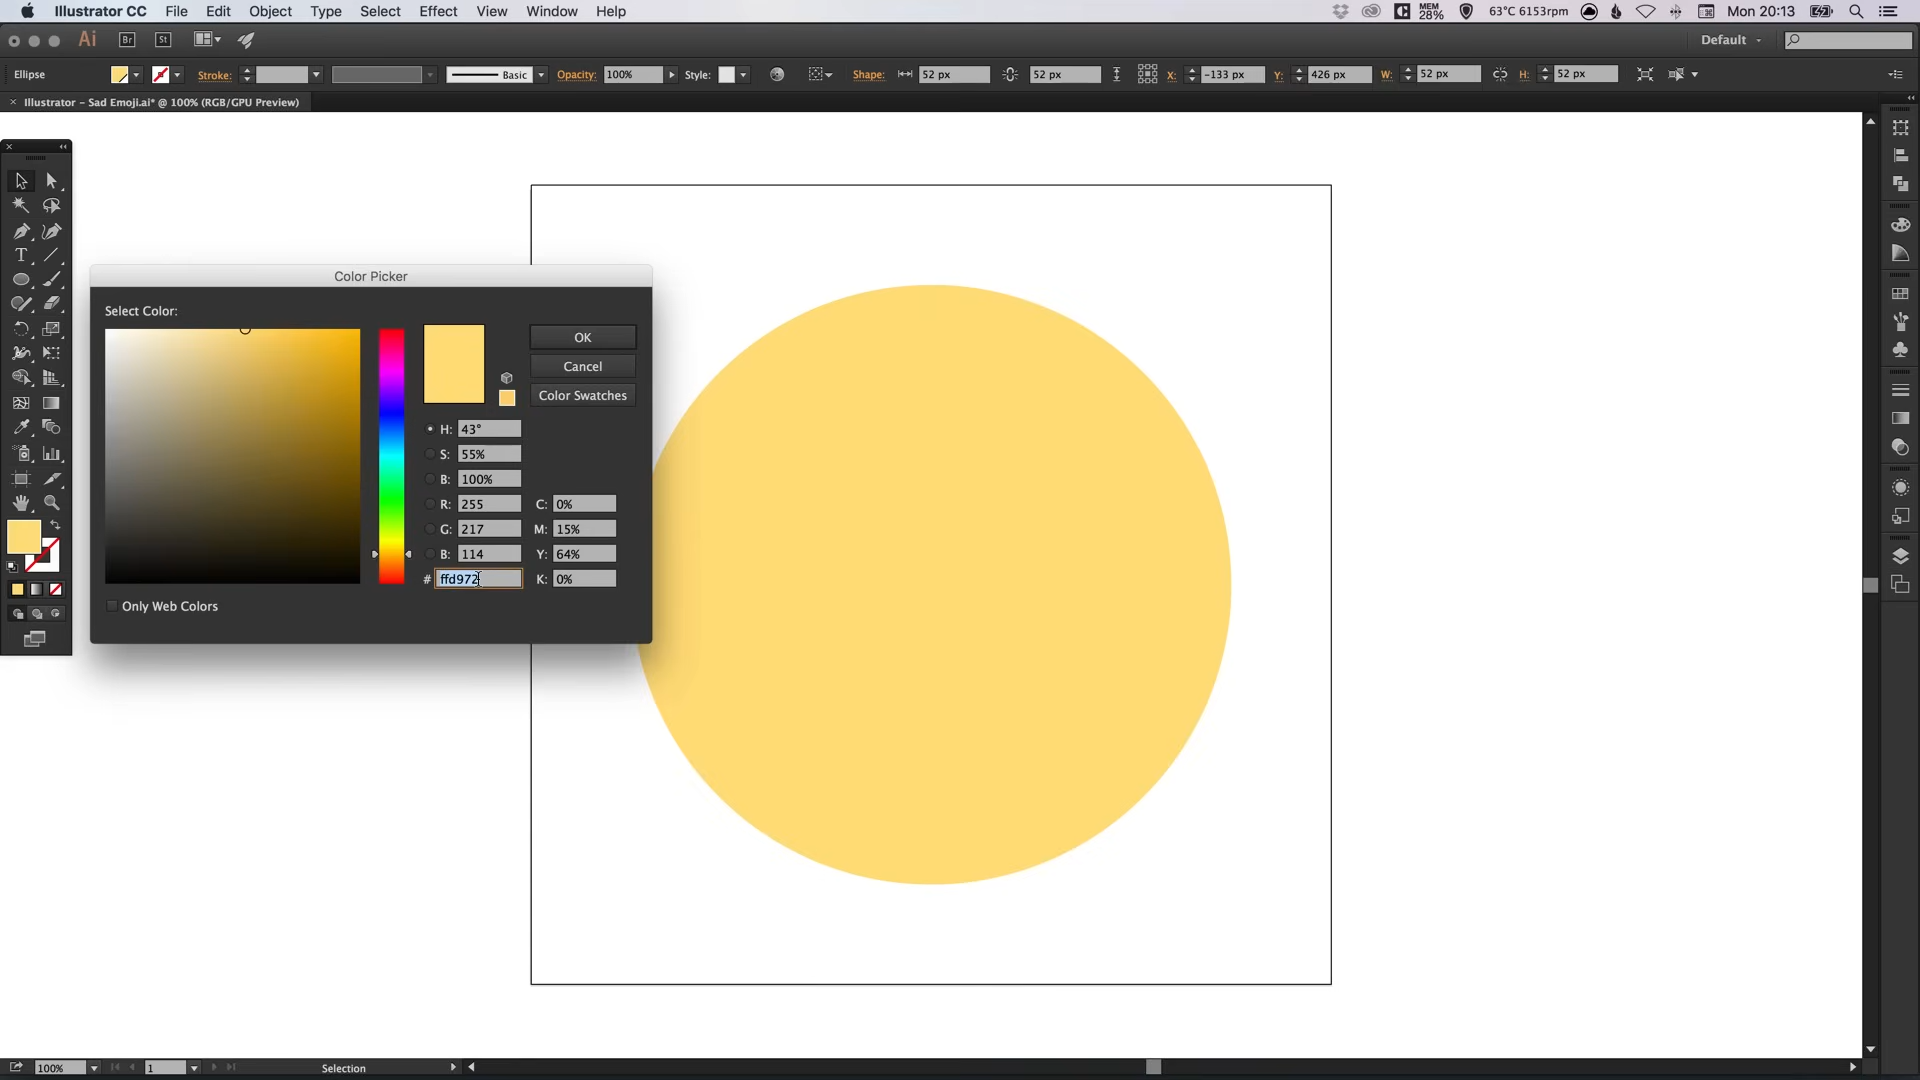 Illustrator CC File Edit Object Type Select Effect View Window Help MEM 28% 63°C 6153rpm Mon 20:13
Ai Br St Default
Ellipse Stroke: Basic Opacity: 100% Style: Shape: 52 px 52 px X: -133 px Y: 426 px W: 52 px H: 52 px
× Illustrator – Sad Emoji.ai* @ 100% (RGB/GPU Preview)
Color Picker
Select Color:
OK
Cancel
Color Swatches
H: 43°
S: 55%
B: 100%
R: 255 C: 0%
G: 217 M: 15%
B: 114 Y: 64%
# ffd972 K: 0%
Only Web Colors
100% 1 Selection